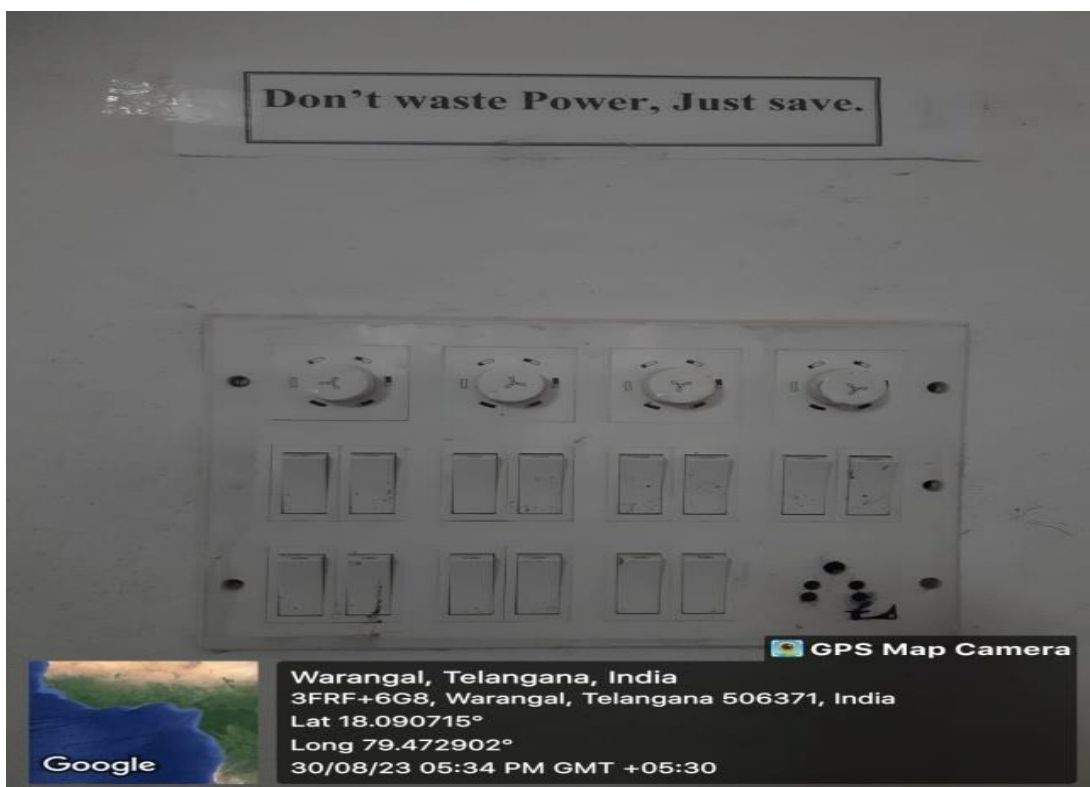 Don't waste Power, Just save.
GPS Map Camera
Warangal, Telangana, India
3FRF+6G8, Warangal, Telangana 506371, India
Lat 18.090715°
Long 79.472902°
30/08/23 05:34 PM GMT +05:30
Google